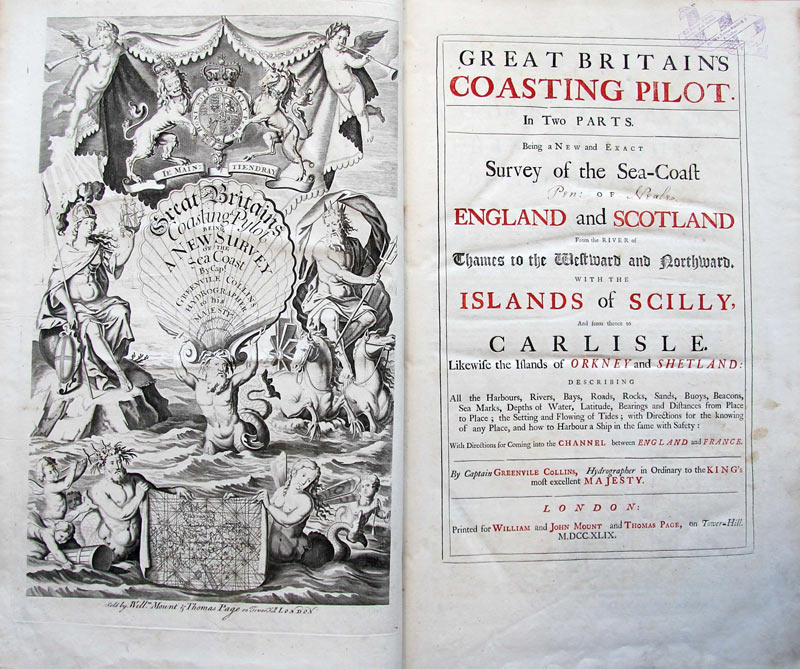 IE MAIN TIENDRAY
Great Britains
Coasting Pylot
BEING
A NEW SURVEY
OF THE
Sea Coast
By Cap.t
GREENVILE COLLINS
HYDROGRAPHER
to his
MAJESTY
Sold by Will.m Mount & Thomas Page on Tower Hill LONDON
GREAT BRITAIN'S
COASTING PILOT.
In Two PARTS.
Being a NEW and EXACT
Survey of the Sea-Coaſt
OF
ENGLAND and SCOTLAND
From the RIVER of
Thames to the Weſtward and Northward.
WITH THE
ISLANDS of SCILLY,
And from thence to
CARLISLE.
Likewiſe the Iſlands of ORKNEY and SHETLAND:
DESCRIBING
All the Harbours, Rivers, Bays, Roads, Rocks, Sands, Buoys, Beacons,
Sea Marks, Depths of Water, Latitude, Bearings and Diſtances from Place
to Place; the Setting and Flowing of Tides; with Directions for the knowing
of any Place, and how to Harbour a Ship in the ſame with Safety:
With Directions for Coming into the CHANNEL between ENGLAND and FRANCE.
By Captain GREENVILE COLLINS, Hydrographer in Ordinary to the KING's
moſt excellent MAJESTY.
LONDON:
Printed for WILLIAM and JOHN MOUNT and THOMAS PAGE, on Tower-Hill.
M.DCC.XLIX.